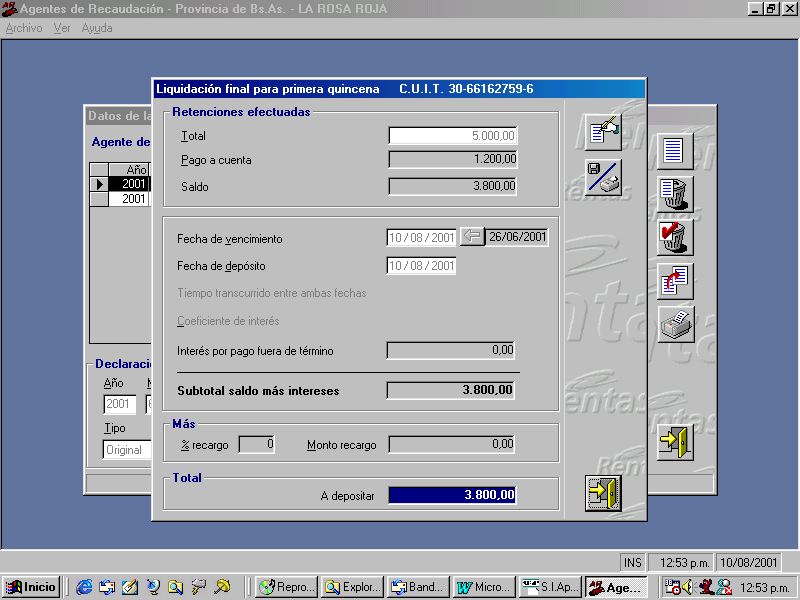 Agentes de Recaudación - Provincia de Bs.As. - LA ROSA ROJA
Archivo Ver Ayuda
Liquidación final para primera quincena C.U.I.T. 30-66162759-6
Datos de la
Agente de
Año
2001
2001
Declaraci
Año
2001
Tipo
Original
Retenciones efectuadas
Total 5.000,00
Pago a cuenta 1.200,00
Saldo 3.800,00
Fecha de vencimiento 10/08/2001 26/06/2001
Fecha de depósito 10/08/2001
Tiempo transcurrido entre ambas fechas
Coeficiente de interés
Interés por pago fuera de término 0,00
Subtotal saldo más intereses 3.800,00
Más
% recargo 0 Monto recargo 0,00
Total
A depositar 3.800,00
Rentas
INS 12:53 p.m. 10/08/2001
Inicio Repro... Explor... Band... Micro... S.I.Ap... Age... 12:53 p.m.